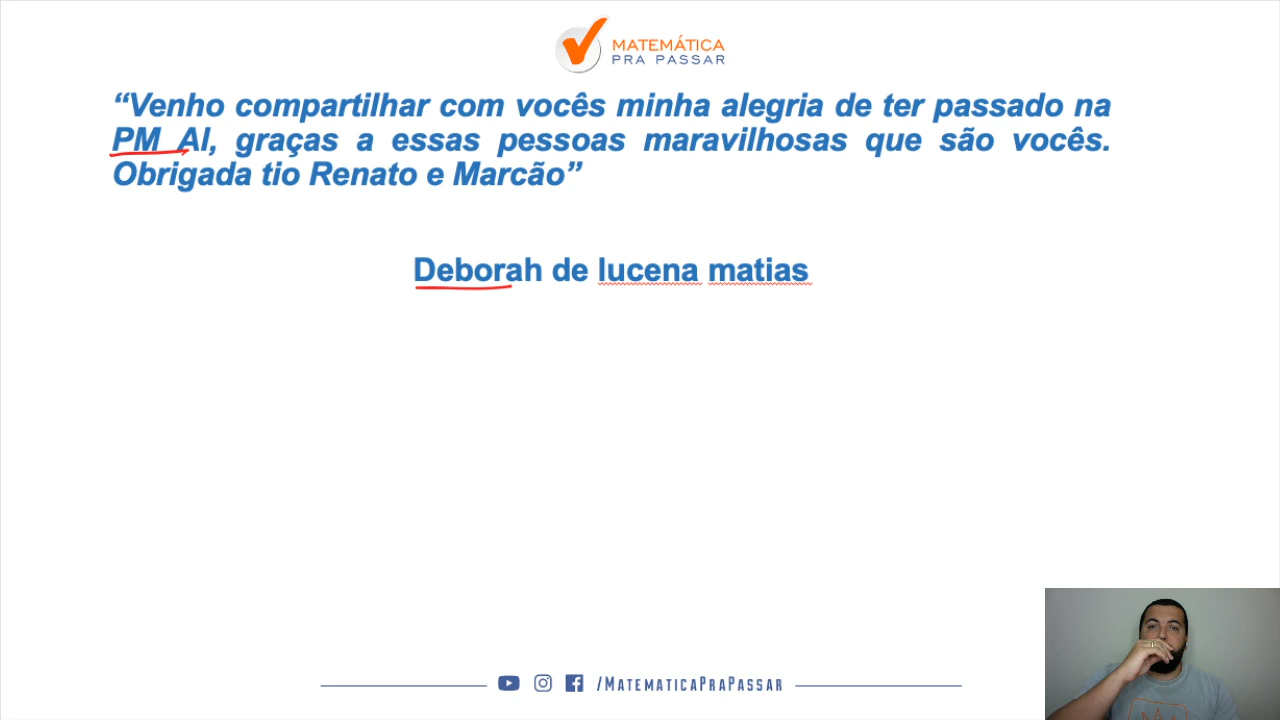 MATEMÁTICA
PRA PASSAR
“Venho compartilhar com vocês minha alegria de ter passado na
PM Al, graças a essas pessoas maravilhosas que são vocês.
Obrigada tio Renato e Marcão”
Deborah de lucena matias
/MATEMATICAPRAPASSAR